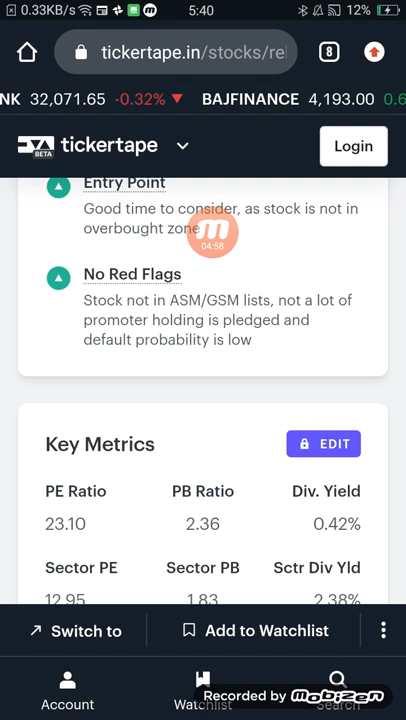 0.33K/s 5:40 12%
tickertape.in/stocks/rel 8
NK 32,071.65 -0.32% BAJFINANCE 4,193.00 0.6
BETA tickertape Login
Entry Point
Good time to consider, as stock is not in
overbought zone
04:58
No Red Flags
Stock not in ASM/GSM lists, not a lot of
promoter holding is pledged and
default probability is low
Key Metrics EDIT
PE Ratio PB Ratio Div. Yield
23.10 2.36 0.42%
Sector PE Sector PB Sctr Div Yld
12.95 1.83 2.38%
Switch to Add to Watchlist
Account Watchlist Search
Recorded by MOBIZEN